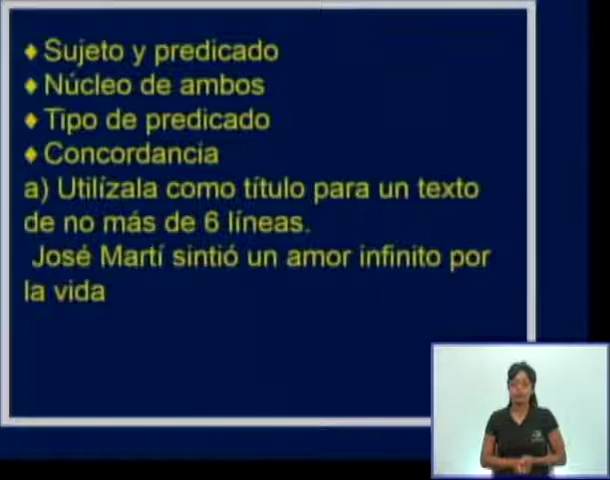 ♦ Sujeto y predicado
♦ Núcleo de ambos
♦ Tipo de predicado
♦ Concordancia
a) Utilízala como título para un texto
de no más de 6 líneas.
José Martí sintió un amor infinito por
la vida